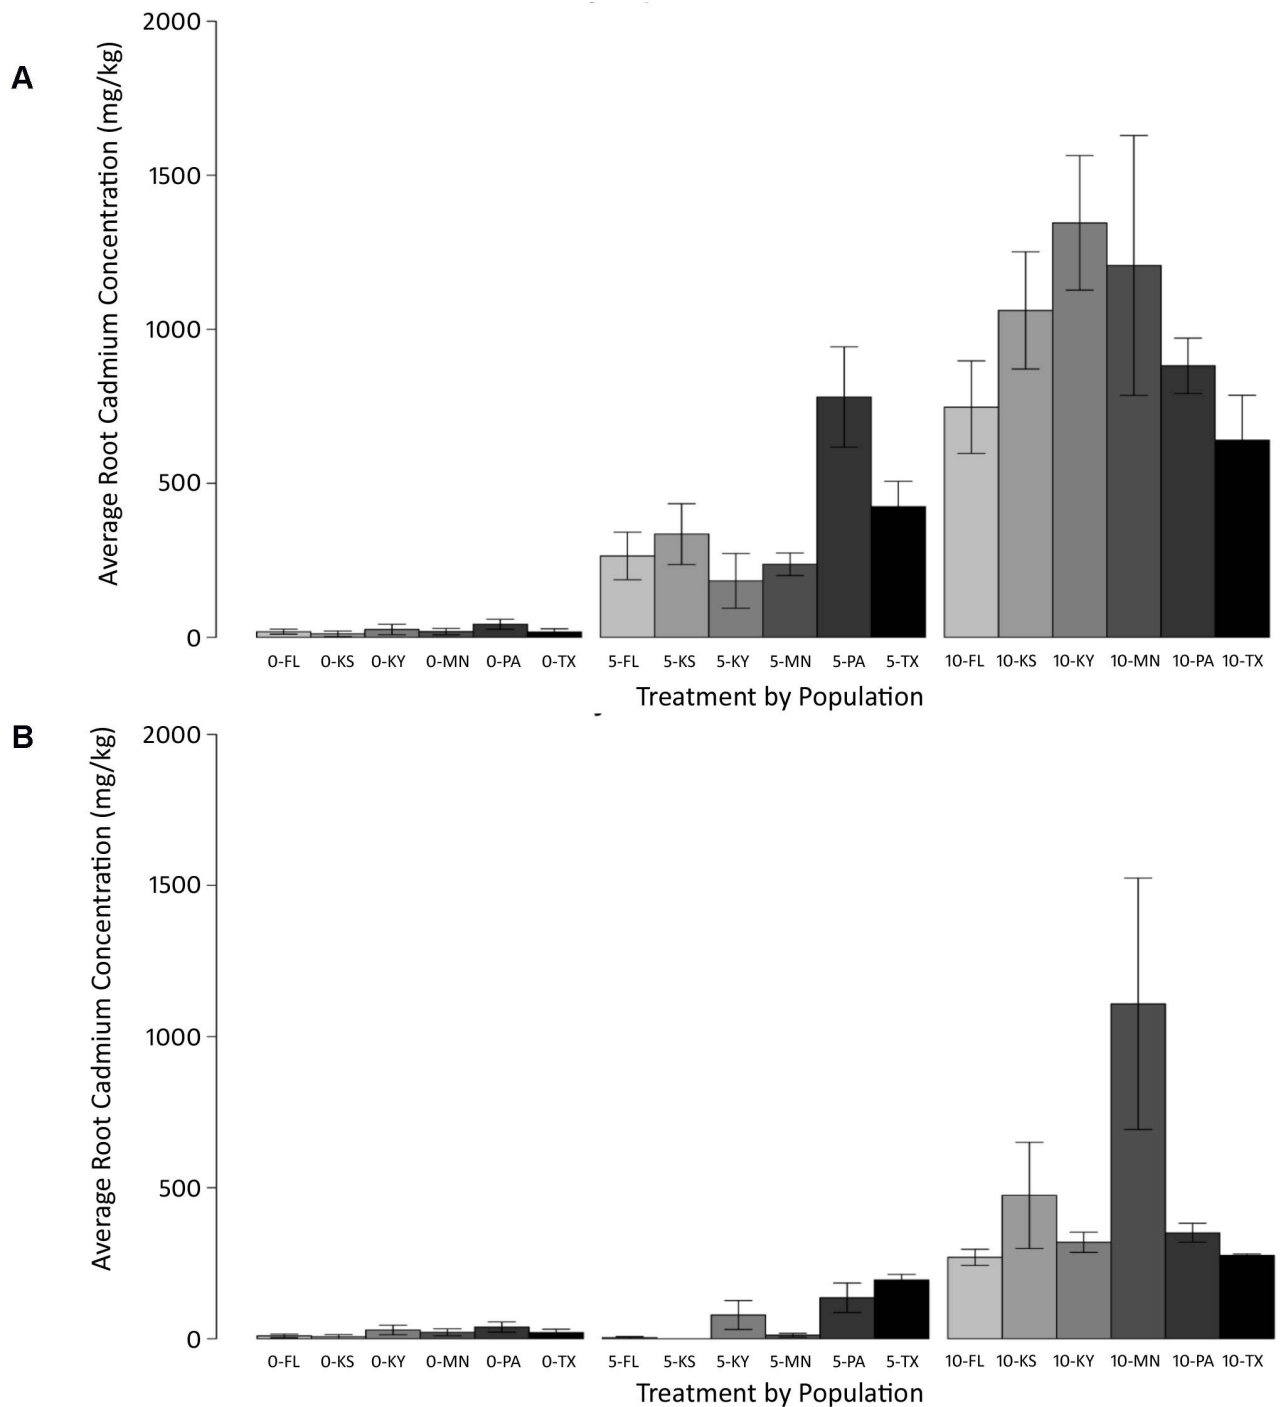 A
Average Root Cadmium Concentration (mg/kg)
2000
1500
1000
500
0
0-FL 0-KS 0-KY 0-MN 0-PA 0-TX 5-FL 5-KS 5-KY 5-MN 5-PA 5-TX 10-FL 10-KS 10-KY 10-MN 10-PA 10-TX
Treatment by Population
B
Average Root Cadmium Concentration (mg/kg)
2000
1500
1000
500
0
0-FL 0-KS 0-KY 0-MN 0-PA 0-TX 5-FL 5-KS 5-KY 5-MN 5-PA 5-TX 10-FL 10-KS 10-KY 10-MN 10-PA 10-TX
Treatment by Population